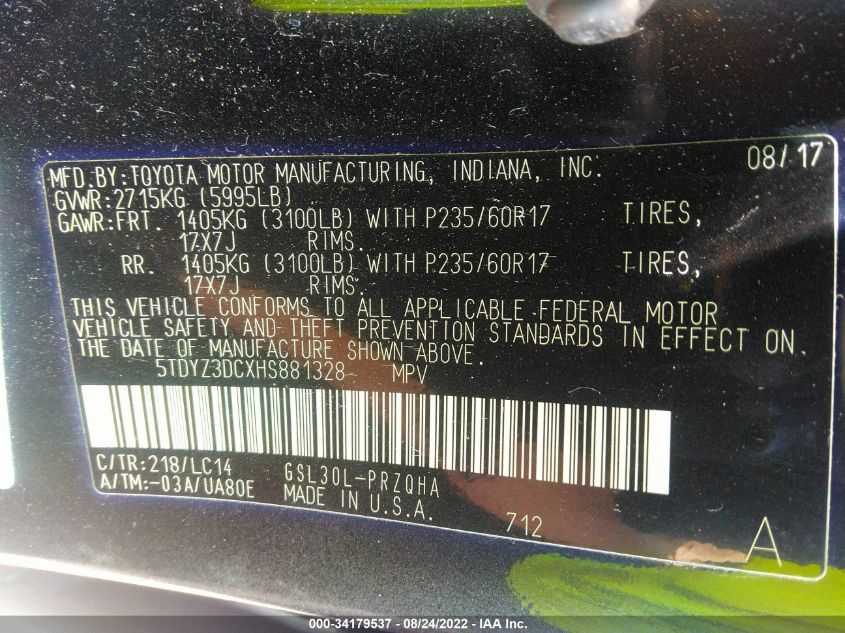 MFD.BY:TOYOTA MOTOR MANUFACTURING, INDIANA, INC. 08/17
GVWR:2715KG (5995LB)
GAWR:FRT. 1405KG (3100LB) WITH P235/60R17 TIRES,
17X7J RIMS.
RR. 1405KG (3100LB) WITH P235/60R17 TIRES,
17X7J RIMS.
THIS VEHICLE CONFORMS TO ALL APPLICABLE FEDERAL MOTOR
VEHICLE SAFETY AND THEFT PREVENTION STANDARDS IN EFFECT ON
THE DATE OF MANUFACTURE SHOWN ABOVE.
5TDYZ3DCXHS881328 MPV
C/TR:218/LC14 GSL30L-PRZQHA
A/TM:-03A/UA80E MADE IN U.S.A. 712 A
000-34179537 - 08/24/2022 - IAA Inc.